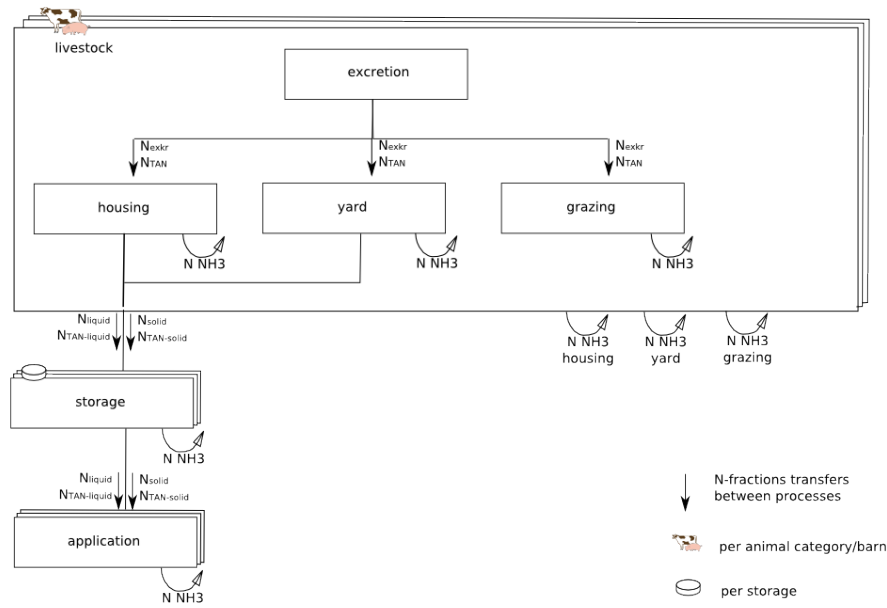 livestock
excretion
Nexkr
NTAN
Nexkr
NTAN
Nexkr
NTAN
housing
yard
grazing
N NH3
N NH3
N NH3
Nliquid
NTAN-liquid
Nsolid
NTAN-solid
N NH3
housing
N NH3
yard
N NH3
grazing
storage
N NH3
Nliquid
NTAN-liquid
Nsolid
NTAN-solid
application
N NH3
N-fractions transfers
between processes
per animal category/barn
per storage